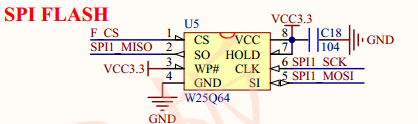 SPI FLASH
U5
VCC3.3
F_CS 1 CS VCC 8 C18 GND
SPI1_MISO 2 SO HOLD 7 104
VCC3.3 3 WP# CLK 6 SPI1_SCK
4 GND SI 5 SPI1_MOSI
W25Q64
GND